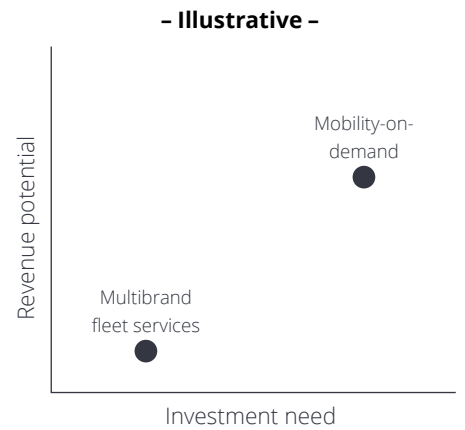 – Illustrative –
Revenue potential
Mobility-on-
demand
Multibrand
fleet services
Investment need